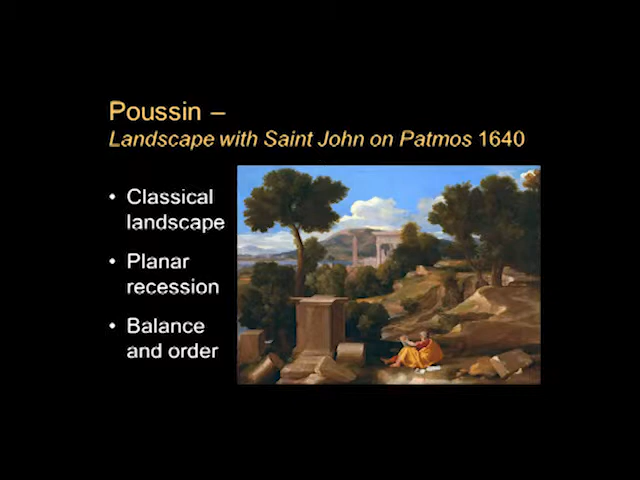 Poussin –
Landscape with Saint John on Patmos 1640
• Classical
landscape
• Planar
recession
• Balance
and order